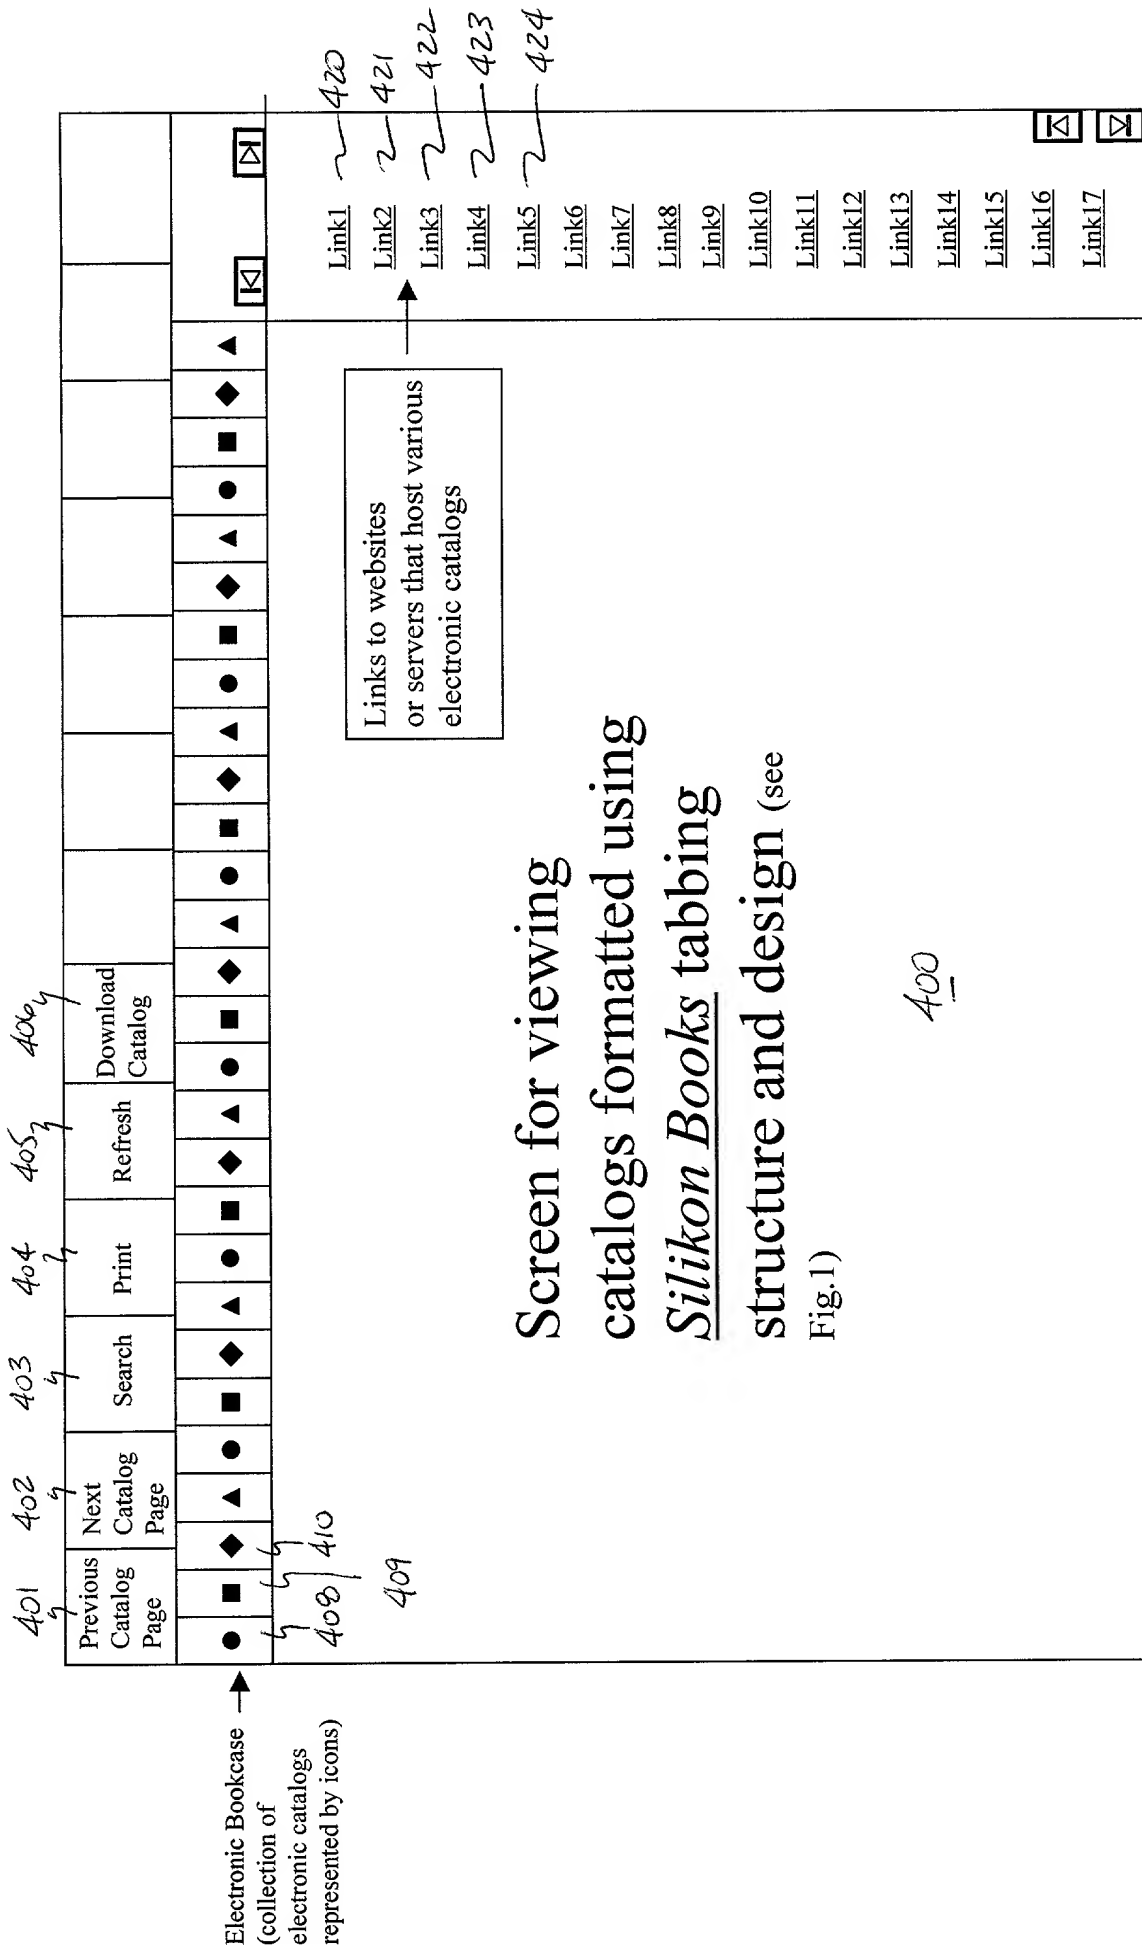 401
402
403
404
405
406
Previous
Catalog
Page
Next
Catalog
Page
Search
Print
Refresh
Download
Catalog
Electronic Bookcase
(collection of
electronic catalogs
represented by icons)
408
409
410
Links to websites
or servers that host various
electronic catalogs
Link1 420
Link2 421
Link3 422
Link4 423
Link5 424
Link6
Link7
Link8
Link9
Link10
Link11
Link12
Link13
Link14
Link15
Link16
Link17
Screen for viewing
catalogs formatted using
Silikon Books tabbing
structure and design (see
Fig.1)
400